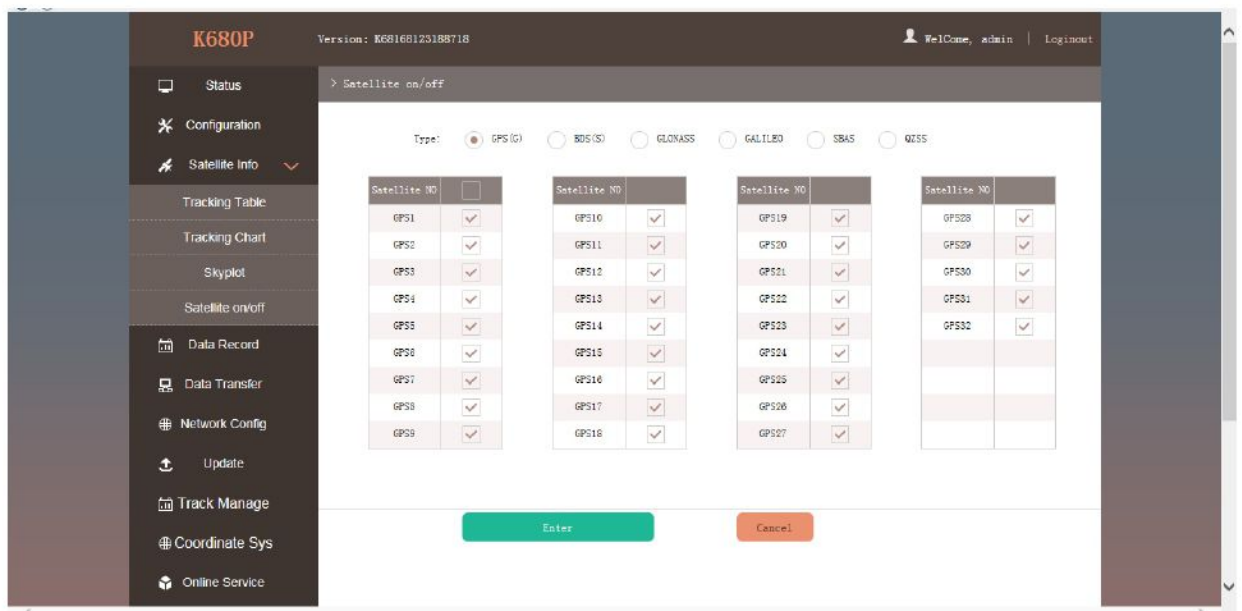 K680P Version: K68168123188718 WelCome, admin | Loginout
Status
> Satellite on/off
Configuration
Type: GPS(G) BDS(S) GLONASS GALILEO SBAS QZSS
Satellite Info
Tracking Table
Tracking Chart
Skyplot
Satellite on/off
Data Record
Data Transfer
Network Config
Update
Track Manage
Coordinate Sys
Online Service
Satellite NO Satellite NO Satellite NO Satellite NO
GPS1 GPS10 GPS19 GPS28
GPS2 GPS11 GPS20 GPS29
GPS3 GPS12 GPS21 GPS30
GPS4 GPS13 GPS22 GPS31
GPS5 GPS14 GPS23 GPS32
GPS6 GPS15 GPS24
GPS7 GPS16 GPS25
GPS8 GPS17 GPS26
GPS9 GPS18 GPS27
Enter Cancel